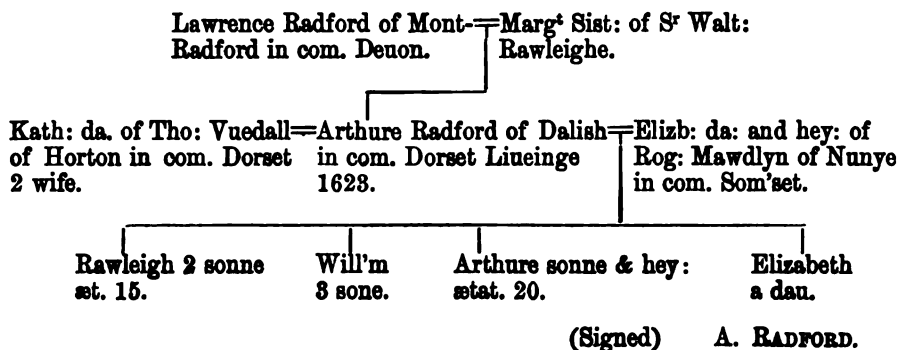 Lawrence Radford of Mont-=Margt Sist: of Sr Walt:
Radford in com. Deuon. Rawleighe.
Kath: da. of Tho: Vuedall=Arthure Radford of Dalish=Elizb: da: and hey: of
of Horton in com. Dorset in com. Dorset Liueinge Rog: Mawdlyn of Nunye
2 wife. 1623. in com. Som'set.
Rawleigh 2 sonne Will'm Arthure sonne & hey: Elizabeth
æt. 15. 3 sone. ætat. 20. a dau.
(Signed) A. RADFORD.